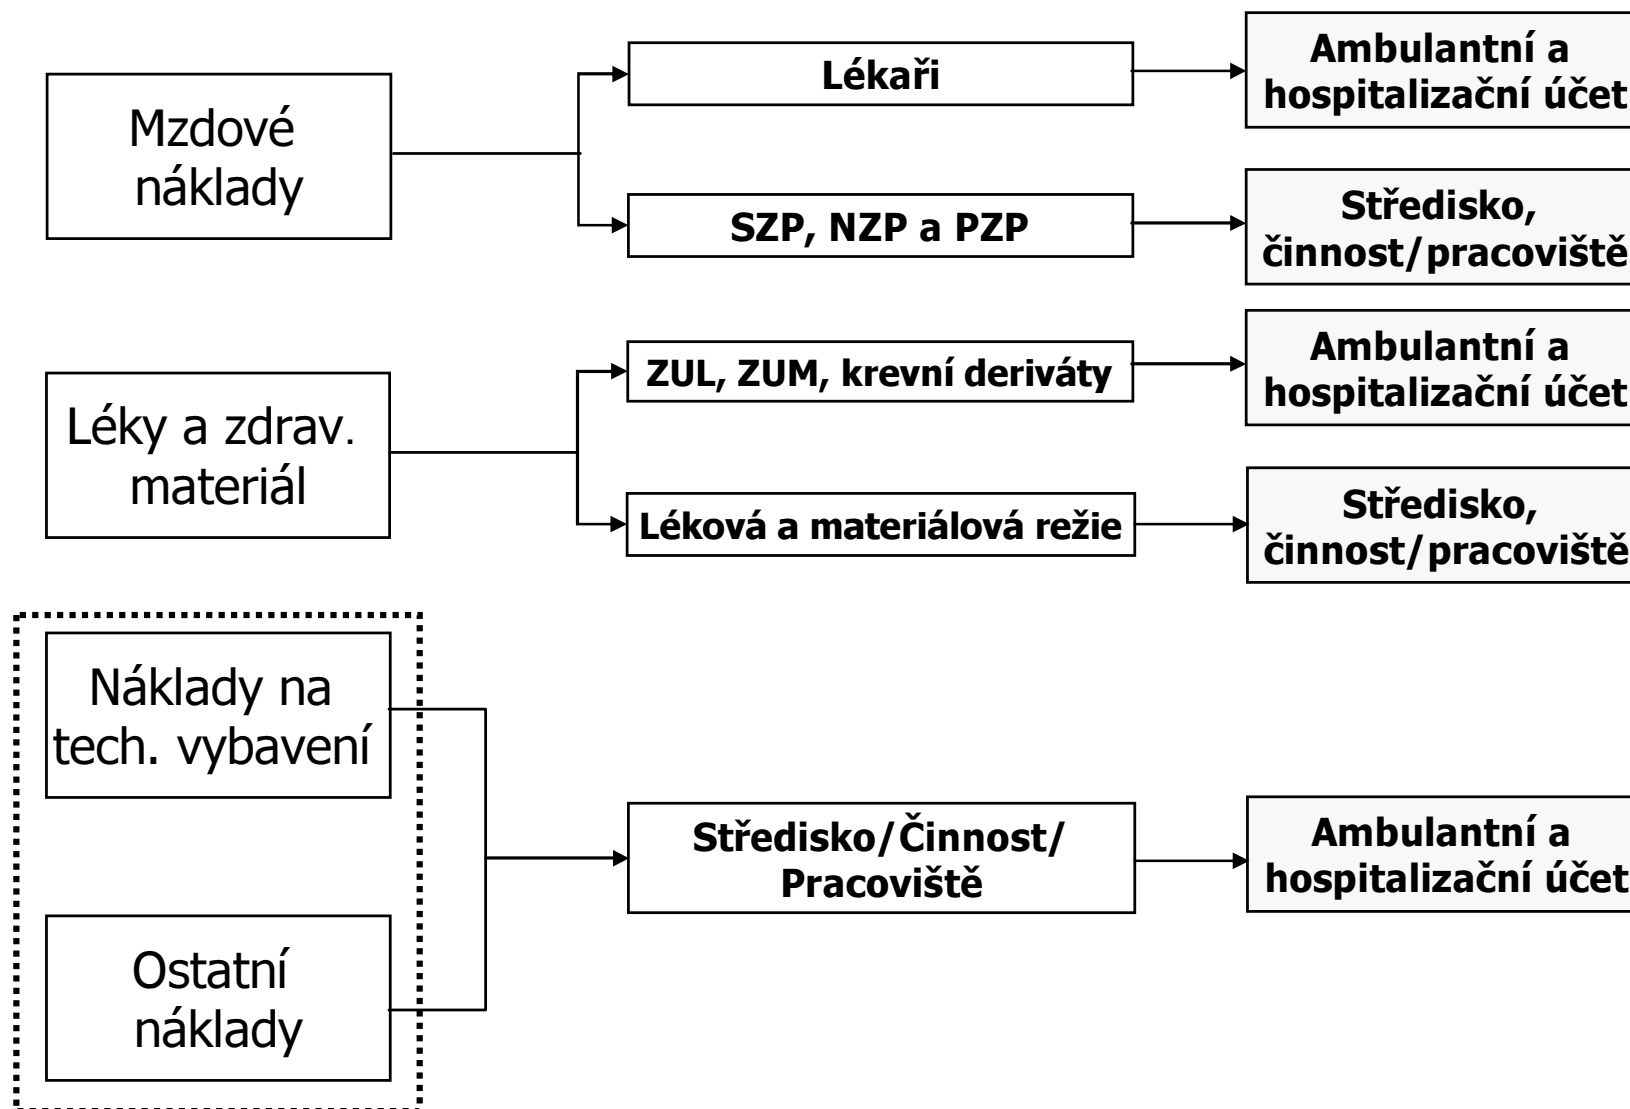 Mzdové
náklady
Lékaři
Ambulantní a
hospitalizační účet
SZP, NZP a PZP
Středisko,
činnost/pracoviště
Léky a zdrav.
materiál
ZUL, ZUM, krevní deriváty
Ambulantní a
hospitalizační účet
Léková a materiálová režie
Středisko,
činnost/pracoviště
Náklady na
tech. vybavení
Ostatní
náklady
Středisko/Činnost/
Pracoviště
Ambulantní a
hospitalizační účet